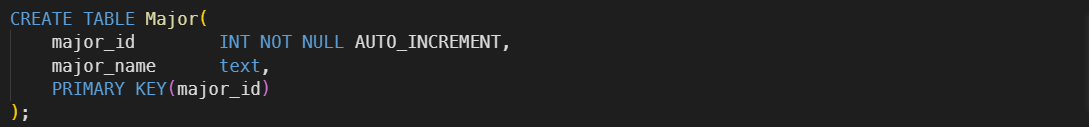 CREATE TABLE Major(
    major_id        INT NOT NULL AUTO_INCREMENT,
    major_name      text,
    PRIMARY KEY(major_id)
);